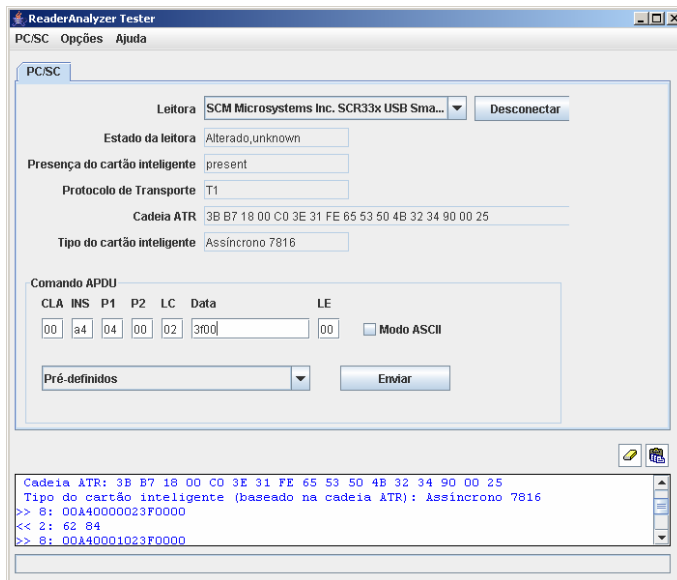 ReaderAnalyzer Tester
PC/SC Opções Ajuda
PC/SC
Leitora SCM Microsystems Inc. SCR33x USB Sma... Desconectar
Estado da leitora Alterado,unknown
Presença do cartão inteligente present
Protocolo de Transporte T1
Cadeia ATR 3B B7 18 00 C0 3E 31 FE 65 53 50 4B 32 34 90 00 25
Tipo do cartão inteligente Assíncrono 7816
Comando APDU
CLA INS P1 P2 LC Data LE
00 a4 04 00 02 3f00 00 Modo ASCII
Pré-definidos Enviar
Cadeia ATR: 3B B7 18 00 C0 3E 31 FE 65 53 50 4B 32 34 90 00 25
Tipo do cartão inteligente (baseado na cadeia ATR): Assíncrono 7816
>> 8: 00A40000023F0000
<< 2: 62 84
>> 8: 00A40001023F0000